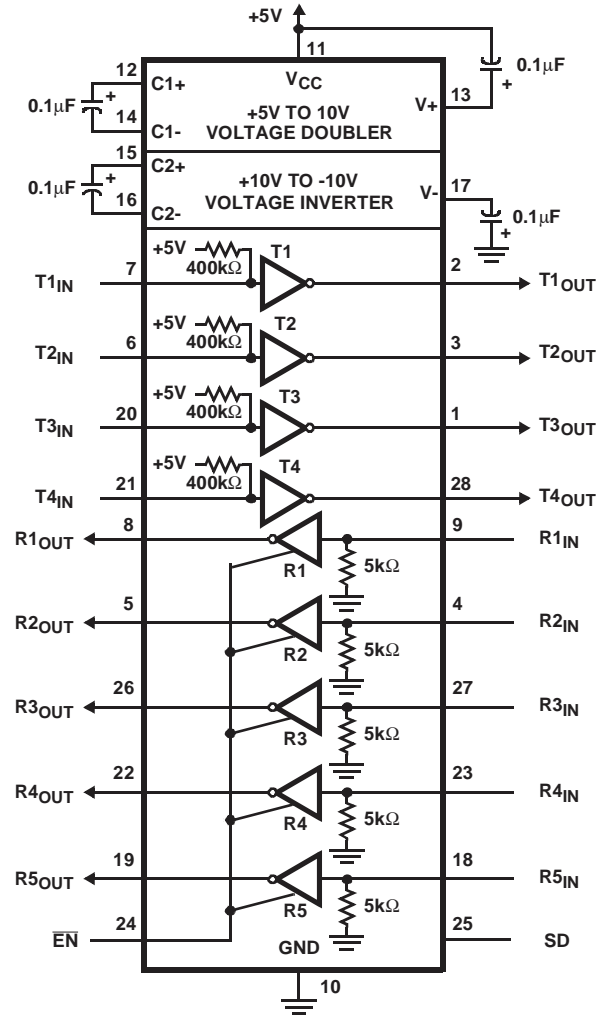 +5V
11
12
C1+
VCC
0.1μF
+
+
0.1μF
13
V+
+5V TO 10V
VOLTAGE DOUBLER
14
C1-
15
C2+
0.1μF
+
+10V TO -10V
VOLTAGE INVERTER
16
C2-
V-
17
0.1μF
+
+5V
400kΩ
T1
T1IN
7
2
T1OUT
+5V
400kΩ
T2
T2IN
6
3
T2OUT
+5V
400kΩ
T3
T3IN
20
1
T3OUT
+5V
400kΩ
T4
T4IN
21
28
T4OUT
R1OUT
8
9
R1IN
R1
5kΩ
R2OUT
5
4
R2IN
R2
5kΩ
R3OUT
26
27
R3IN
R3
5kΩ
R4OUT
22
23
R4IN
R4
5kΩ
R5OUT
19
18
R5IN
R5
5kΩ
EN
24
25
SD
GND
10